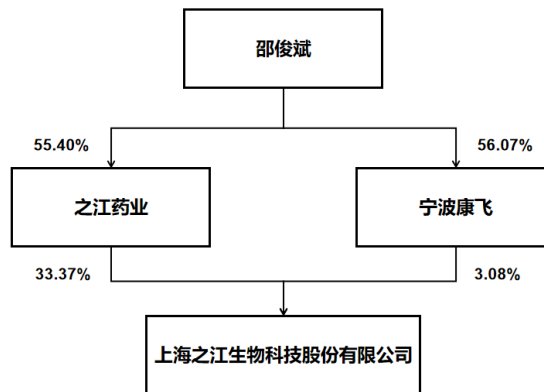 邵俊斌
55.40%
56.07%
之江药业
宁波康飞
33.37%
3.08%
上海之江生物科技股份有限公司